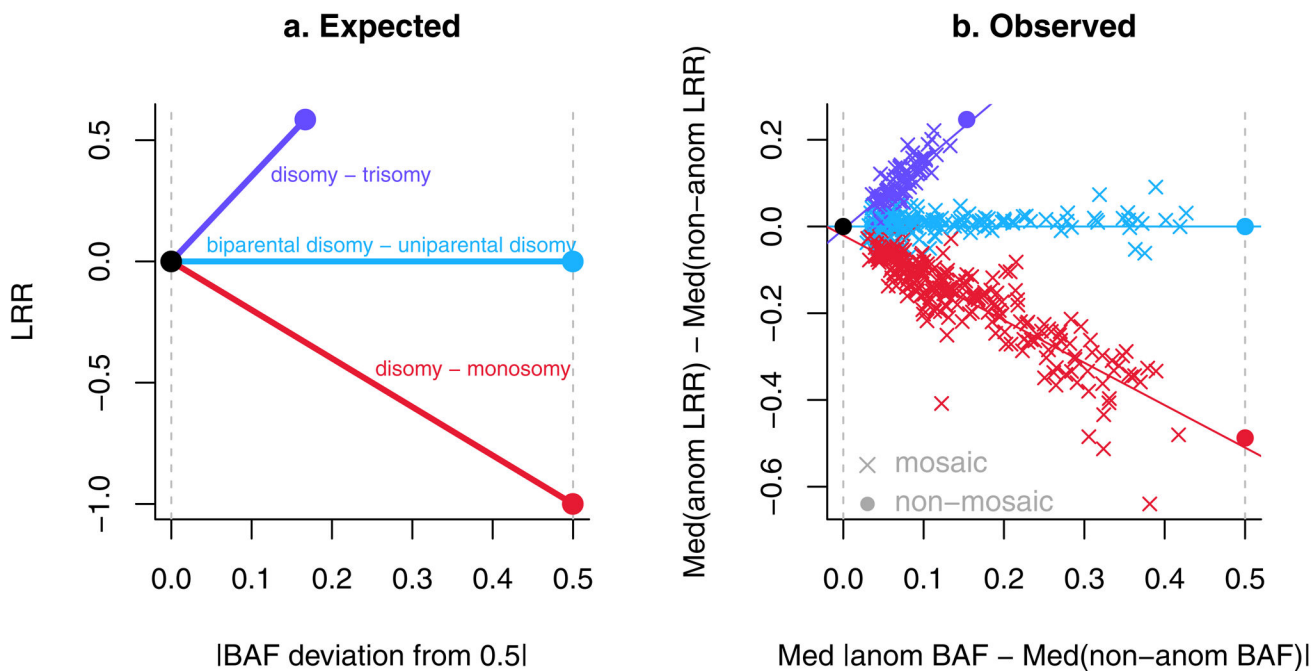 a. Expected
LRR
0.5
0.0
−0.5
−1.0
disomy − trisomy
biparental disomy − uniparental disomy
disomy − monosomy
0.0 0.1 0.2 0.3 0.4 0.5
|BAF deviation from 0.5|
b. Observed
Med(anom LRR) − Med(non−anom LRR)
0.2
0.0
−0.2
−0.4
−0.6
mosaic
non−mosaic
0.0 0.1 0.2 0.3 0.4 0.5
Med |anom BAF − Med(non−anom BAF)|